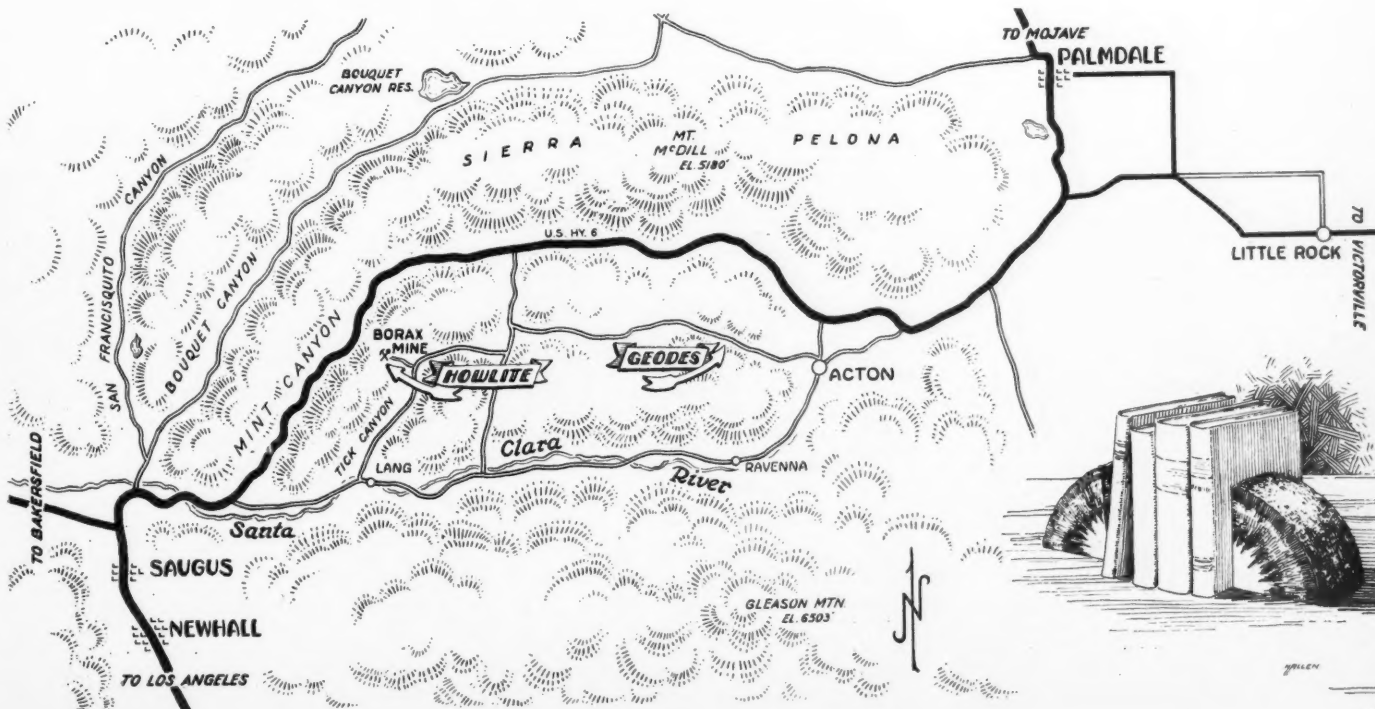 TO MOJAVE
PALMDALE
BOUQUET
CANYON RES.
SIERRA
PELONA
MT.
McDILL
EL. 5180'
SAN FRANCISQUITO CANYON
BOUQUET CANYON
MINT CANYON
U.S. HY. 6
TO VICTORVILLE
LITTLE ROCK
BORAX
MINE
HOWLITE
GEODES
ACTON
TICK CANYON
LANG
Santa Clara River
RAVENNA
TO BAKERSFIELD
SAUGUS
NEWHALL
TO LOS ANGELES
GLEASON MTN.
EL. 6503'
N
HALLEN